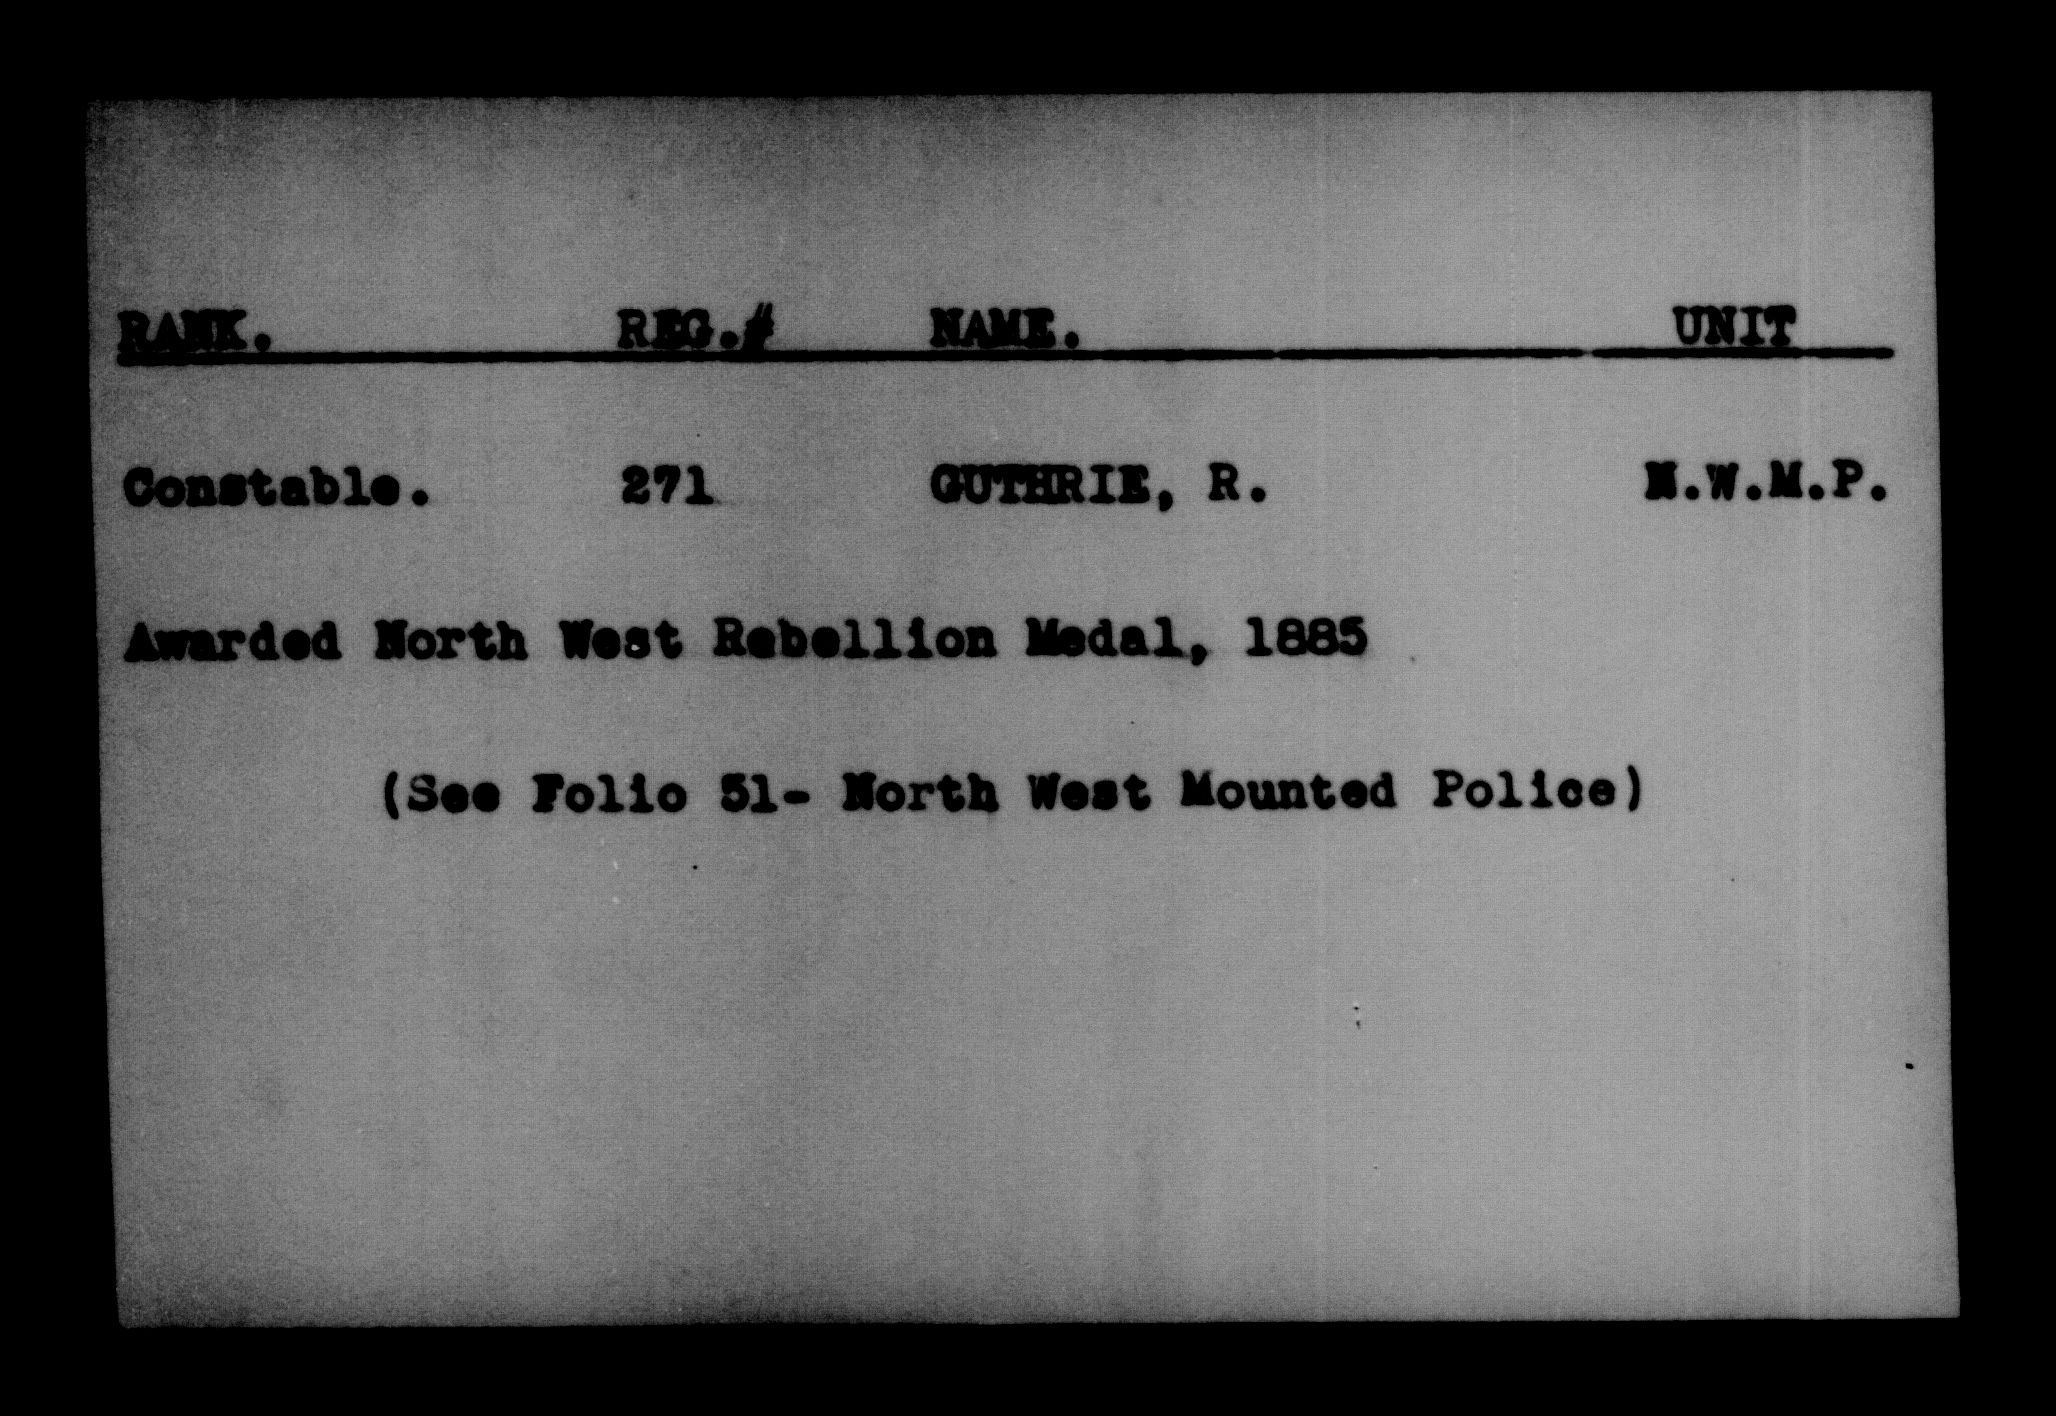 RANK. REG.# NAME. UNIT
Constable. 271 GUTHRIE, R. N.W.M.P.
Awarded North West Rebellion Medal, 1885
(See Folio 51- North West Mounted Police)